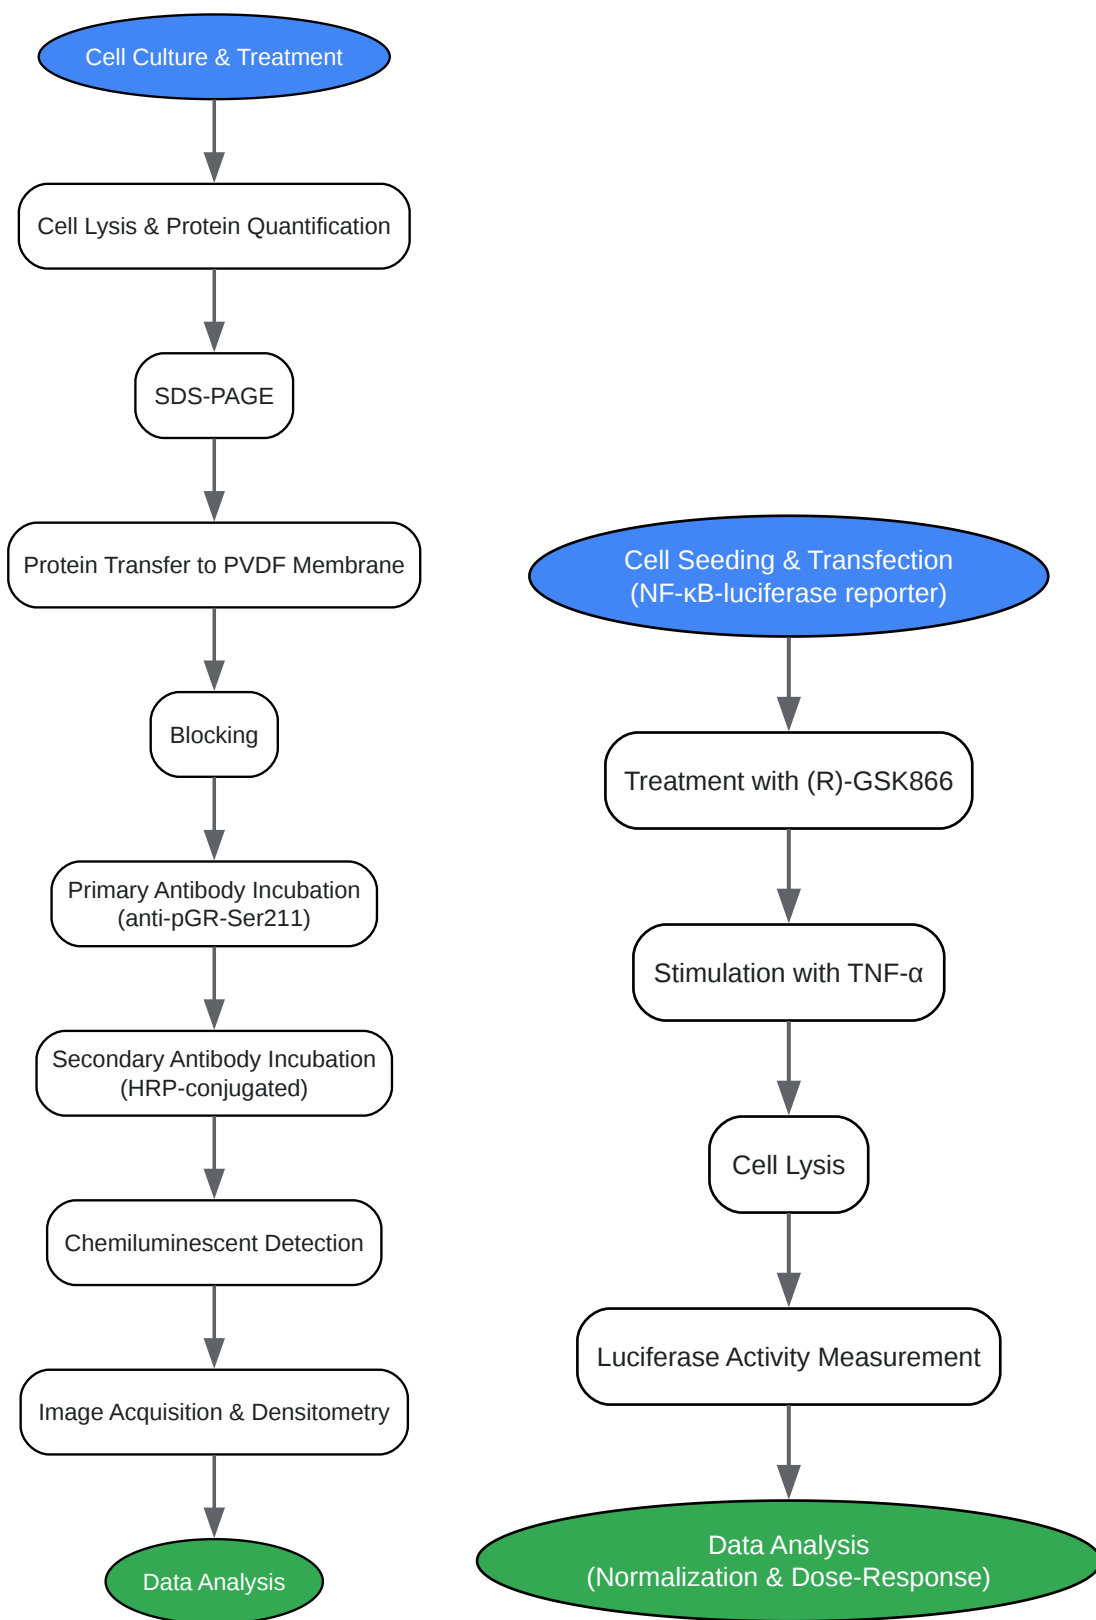 Cell Culture & Treatment
Cell Lysis & Protein Quantification
SDS-PAGE
Protein Transfer to PVDF Membrane
Blocking
Primary Antibody Incubation
(anti-pGR-Ser211)
Secondary Antibody Incubation
(HRP-conjugated)
Chemiluminescent Detection
Image Acquisition & Densitometry
Data Analysis
Cell Seeding & Transfection
(NF-κB-luciferase reporter)
Treatment with (R)-GSK866
Stimulation with TNF-α
Cell Lysis
Luciferase Activity Measurement
Data Analysis
(Normalization & Dose-Response)